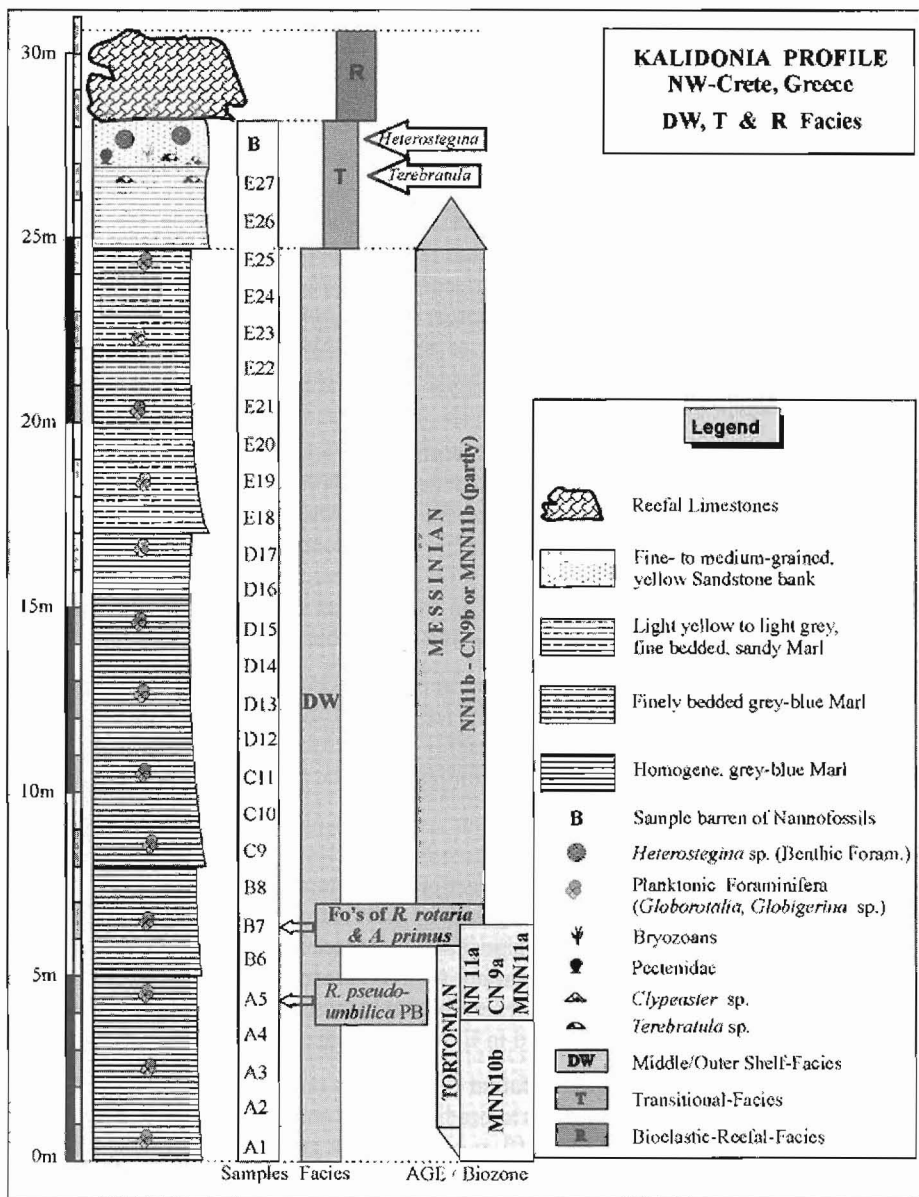 KALIDONIA PROFILE
NW-Crete, Greece
DW, T & R Facies
30m
25m
20m
15m
10m
5m
0m
B
E27
E26
E25
E24
E23
E22
E21
E20
E19
E18
D17
D16
D15
D14
D13
D12
C11
C10
C9
B8
B7
B6
A5
A4
A3
A2
A1
R
T
DW
Heterostegina
Terebratula
MESSINIAN
NN11b - CN9b or MNN11b (partly)
Fo's of R. rotaria
& A. primus
R. pseudo-
umbilica PB
TORTONIAN
NN 11a
CN 9a
MNN11a
MNN10b
Samples Facies AGE / Biozone
Legend
Reefal Limestones
Fine- to medium-grained,
yellow Sandstone bank
Light yellow to light grey,
fine bedded, sandy Marl
Finely bedded grey-blue Marl
Homogene, grey-blue Marl
B Sample barren of Nannofossils
Heterostegina sp. (Benthic Foram.)
Planktonic Foraminifera
(Globorotalia, Globigerina sp.)
Bryozoans
Pectenidae
Clypeaster sp.
Terebratula sp.
DW Middle/Outer Shelf-Facies
T Transitional-Facies
R Bioclastic-Reefal-Facies